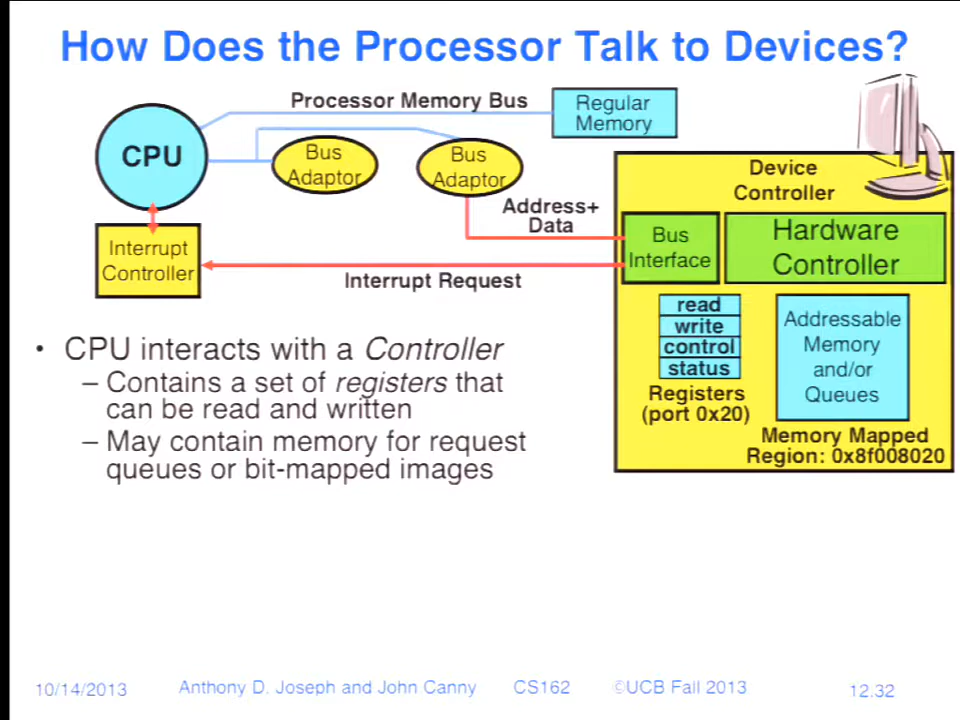 How Does the Processor Talk to Devices?
Processor Memory Bus
Regular
Memory
CPU
Bus
Adaptor
Bus
Adaptor
Address+
Data
Interrupt
Controller
Interrupt Request
Device
Controller
Bus
Interface
Hardware
Controller
read
write
control
status
Registers
(port 0x20)
Addressable
Memory
and/or
Queues
Memory Mapped
Region: 0x8f008020
• CPU interacts with a Controller
– Contains a set of registers that
can be read and written
– May contain memory for request
queues or bit-mapped images
10/14/2013
Anthony D. Joseph and John Canny CS162 ©UCB Fall 2013
12.32